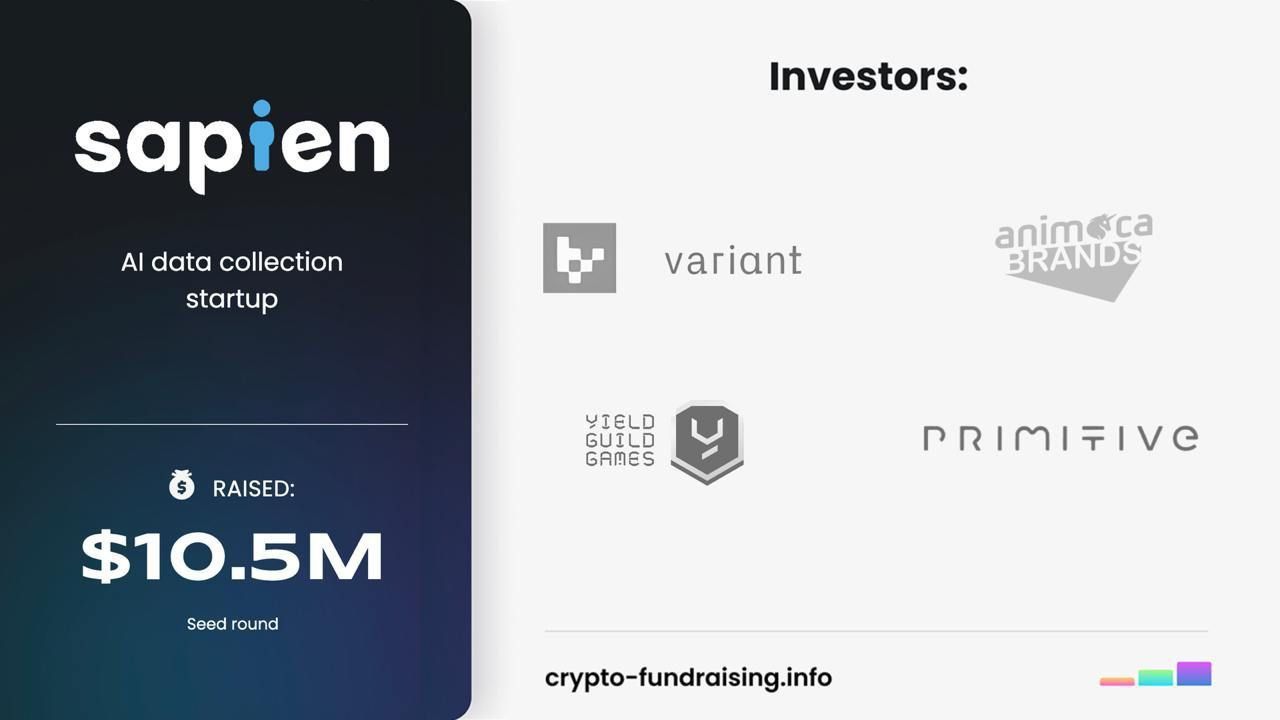 sapien
AI data collection
startup
RAISED:
$10.5M
Seed round
Investors:
variant
animoca
BRANDS
YIELD
GUILD
GAMES
PRIMITIVE
crypto-fundraising.info